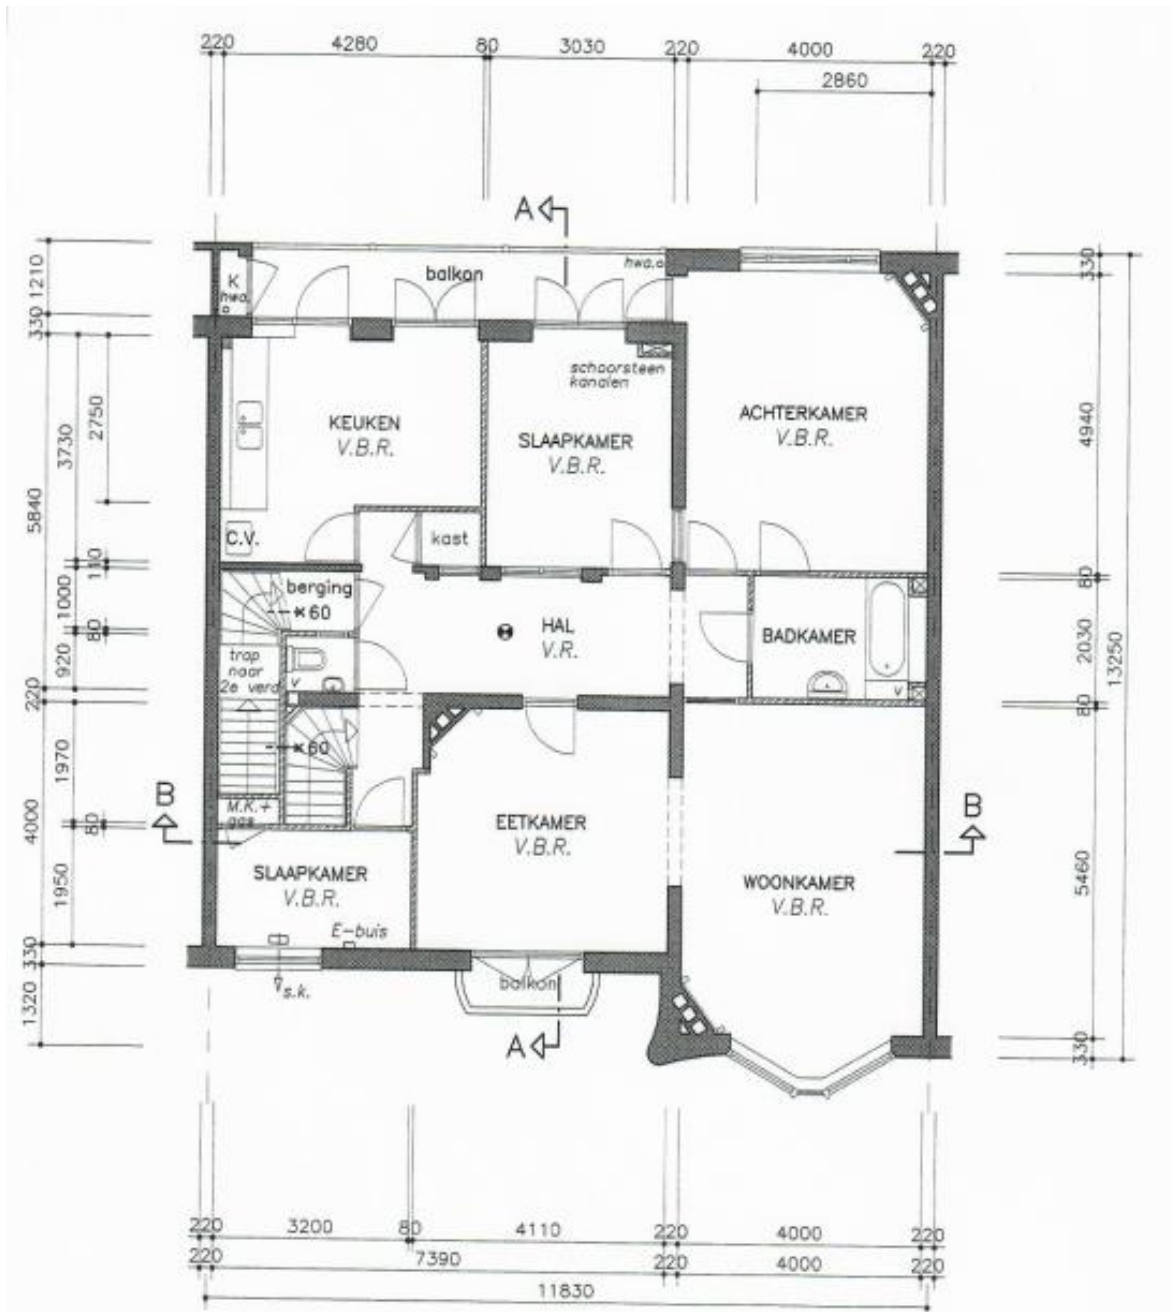 220 4280 80 3030 220 4000 220
2860
A
1210
330
3730
2750
5840
110
1000
80
920
220
1970
4000
80
1950
330
1320
330
4940
80
2030
13250
80
5460
330
K
hwa.
balkon
hwa.
schoorsteen
kanalen
KEUKEN
V.B.R.
SLAAPKAMER
V.B.R.
ACHTERKAMER
V.B.R.
C.V.
kast
berging
60
HAL
V.R.
BADKAMER
trap
naar
2e verd
v
v
60
B
M.K.+
gas
EETKAMER
V.B.R.
B
SLAAPKAMER
V.B.R.
WOONKAMER
V.B.R.
E-buis
s.k.
balkon
A
220 3200 80 4110 220 4000 220
220 7390 220 4000 220
11830